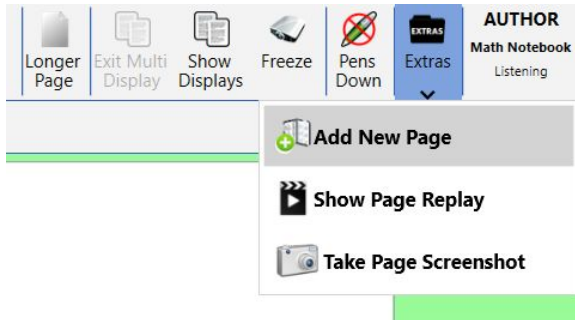 Longer Page
Exit Multi Display
Show Displays
Freeze
Pens Down
EXTRAS
Extras
AUTHOR
Math Notebook
Listening
Add New Page
Show Page Replay
Take Page Screenshot